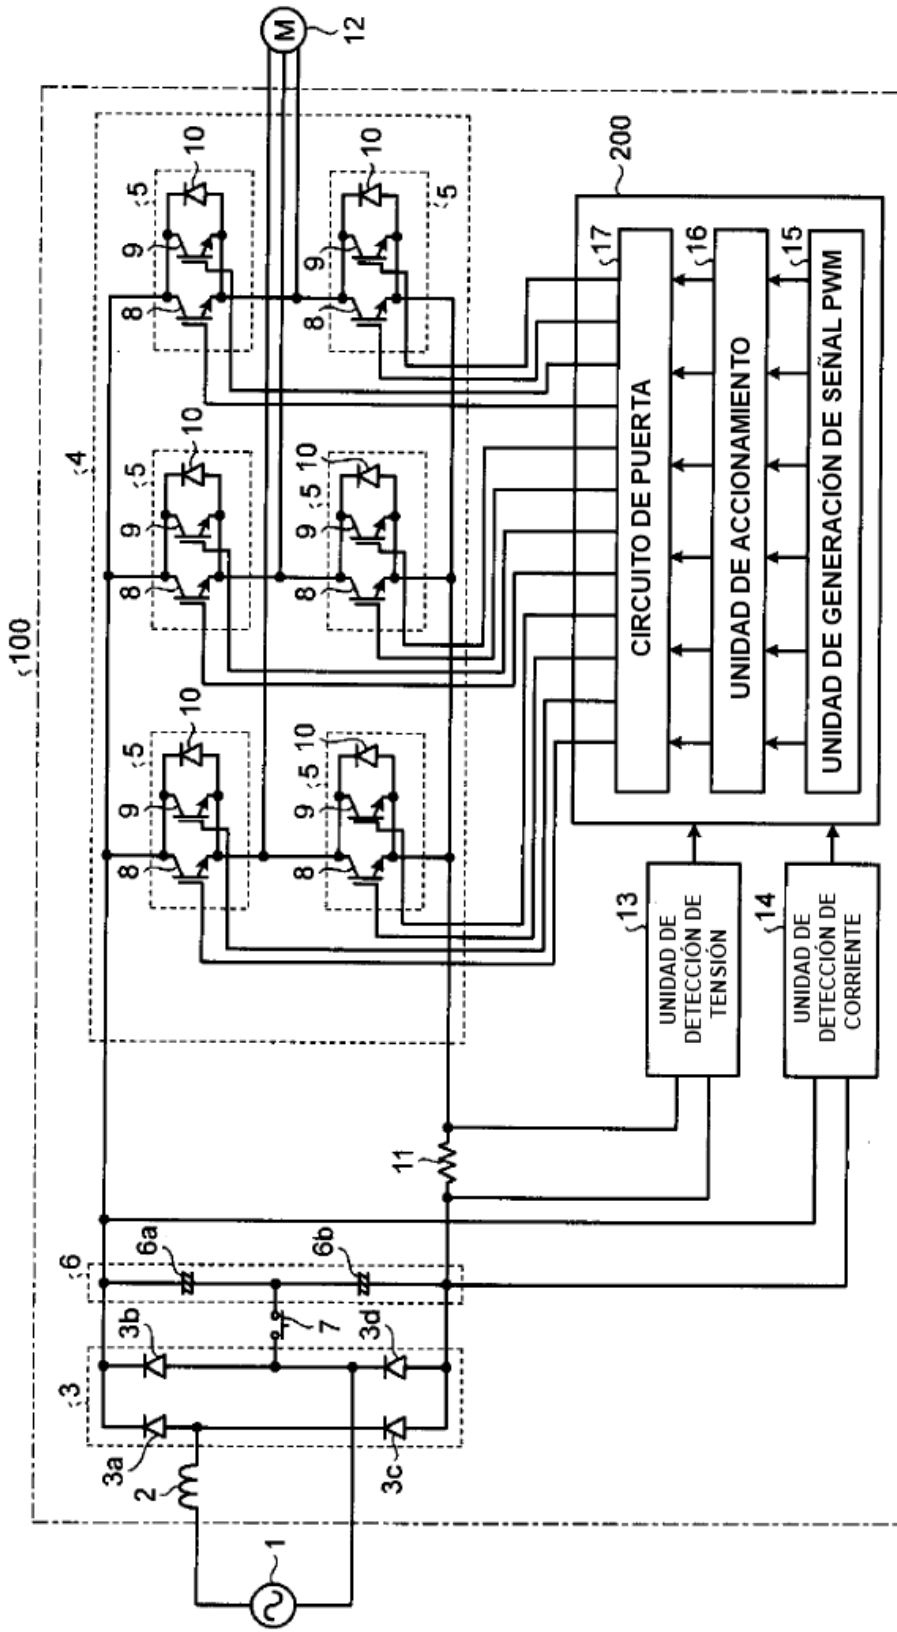 100
3
6
4
3a
3b
6a
8
9
5
10
8
9
5
10
8
9
5
10
2
1
7
M
12
3c
3d
6b
8
9
5
10
8
9
5
10
8
9
5
10
11
200
13
UNIDAD DE
DETECCIÓN DE
TENSIÓN
17
CIRCUITO DE PUERTA
16
UNIDAD DE ACCIONAMIENTO
14
UNIDAD DE
DETECCIÓN DE
CORRIENTE
15
UNIDAD DE GENERACIÓN DE SEÑAL PWM